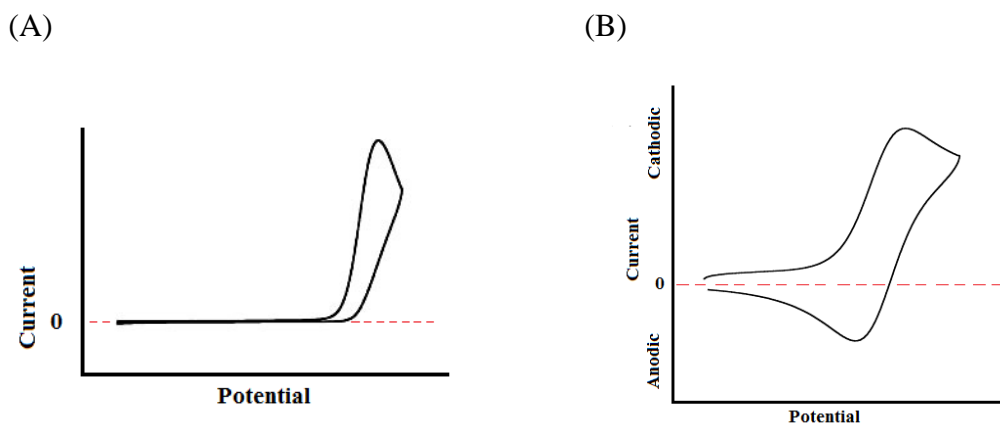 (A)
(B)
Current
0
Potential
Cathodic
Current
0
Anodic
Potential